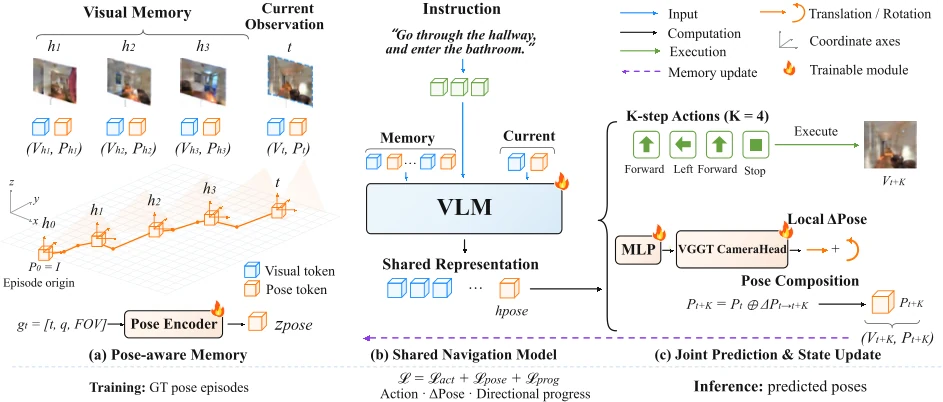 Visual Memory
Current
Observation
h1
h2
h3
t
(Vh1, Ph1)
(Vh2, Ph2)
(Vh3, Ph3)
(Vt, Pt)
z
y
x
h0
h1
h2
h3
t
P0 = I
Episode origin
Visual token
Pose token
gt = [t, q, FOV]
Pose Encoder
zpose
(a) Pose-aware Memory
Instruction
"Go through the hallway,
and enter the bathroom."
Memory
Current
...
VLM
Shared Representation
...
hpose
(b) Shared Navigation Model
Input
Computation
Execution
Memory update
Translation / Rotation
Coordinate axes
Trainable module
K-step Actions (K = 4)
Forward
Left
Forward
Stop
Execute
Vt+K
Local ΔPose
MLP
VGGT CameraHead
+
Pose Composition
Pt+K = Pt ⊕ ΔPt→t+K
Pt+K
(Vt+K, Pt+K)
(c) Joint Prediction & State Update
Training: GT pose episodes
ℒ = ℒact + ℒpose + ℒprog
Action · ΔPose · Directional progress
Inference: predicted poses